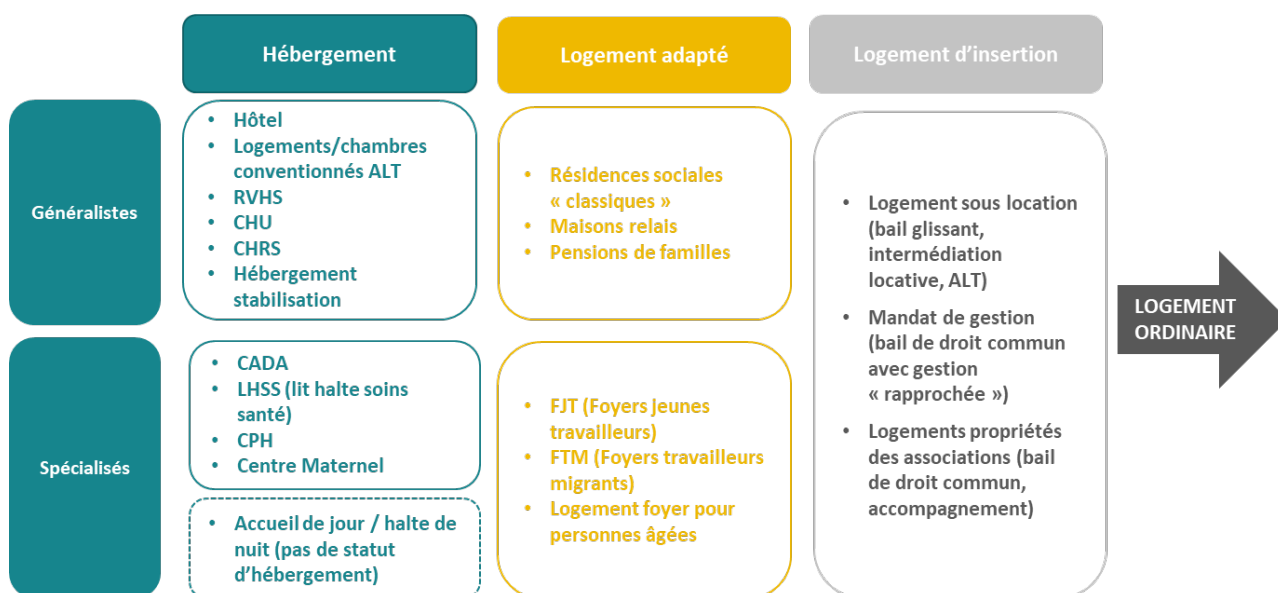 Hébergement
Logement adapté
Logement d'insertion
Généralistes
• Hôtel
• Logements/chambres
conventionnés ALT
• RVHS
• CHU
• CHRS
• Hébergement
stabilisation
• Résidences sociales
« classiques »
• Maisons relais
• Pensions de familles
• Logement sous location
(bail glissant,
intermédiation
locative, ALT)
• Mandat de gestion
(bail de droit commun
avec gestion
« rapprochée »)
• Logements propriétés
des associations (bail
de droit commun,
accompagnement)
LOGEMENT
ORDINAIRE
Spécialisés
• CADA
• LHSS (lit halte soins
santé)
• CPH
• Centre Maternel
• Accueil de jour / halte de
nuit (pas de statut
d'hébergement)
• FJT (Foyers jeunes
travailleurs)
• FTM (Foyers travailleurs
migrants)
• Logement foyer pour
personnes âgées